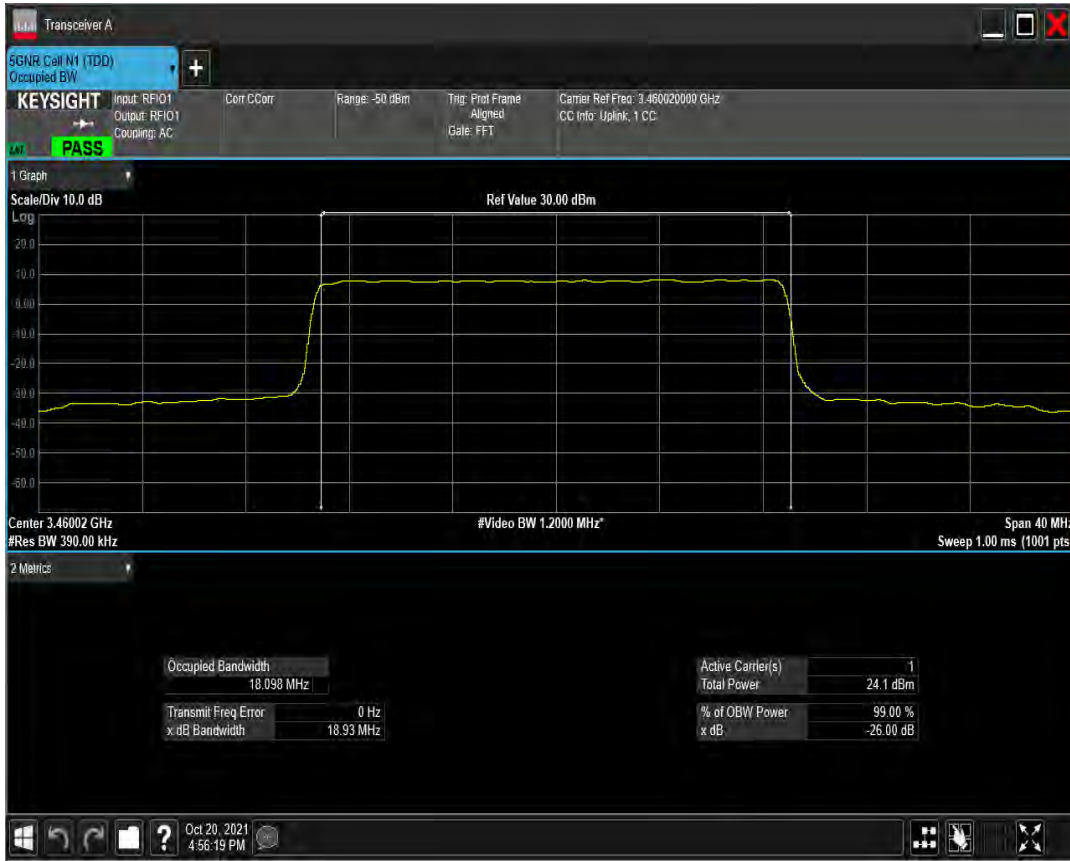 Transceiver A
5GNR Cell N1 (TDD)
Occupied BW
+
KEYSIGHT
Input: RFIO1
Output: RFIO1
Coupling: AC
Corr CCorr
Range: -50 dBm
Trig: Prot Frame
Aligned
Gate: FFT
Carrier Ref Freq: 3.460020000 GHz
CC Info: Uplink, 1 CC
PASS
1 Graph
Scale/Div 10.0 dB
Ref Value 30.00 dBm
Log
20.0
10.0
0.00
-10.0
-20.0
-30.0
-40.0
-50.0
-60.0
Center 3.46002 GHz
#Video BW 1.2000 MHz*
Span 40 MHz
#Res BW 390.00 kHz
Sweep 1.00 ms (1001 pts
2 Metrics
Occupied Bandwidth
18.098 MHz
Transmit Freq Error 0 Hz
x dB Bandwidth 18.93 MHz
Active Carrier(s) 1
Total Power 24.1 dBm
% of OBW Power 99.00 %
x dB -26.00 dB
?
Oct 20, 2021
4:56:19 PM